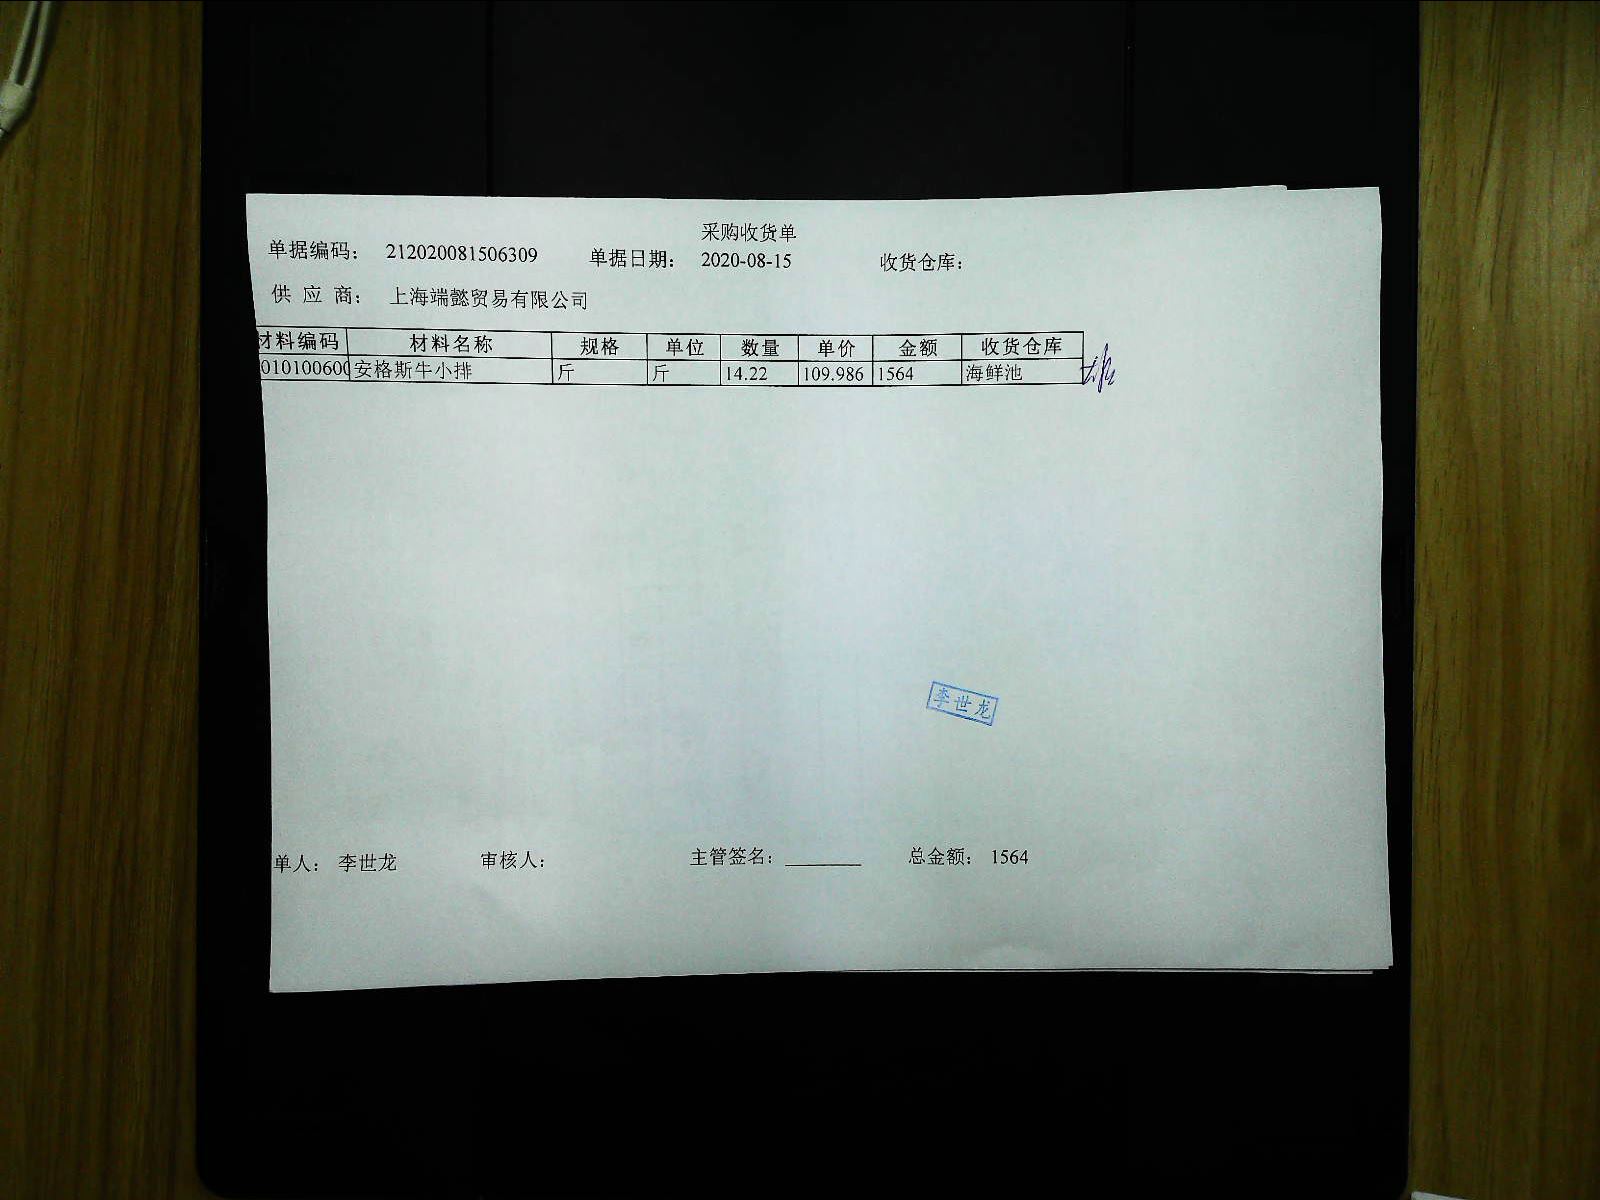 采购收货单
单据编码： 212020081506309 单据日期： 2020-08-15 收货仓库：
供 应 商： 上海端懿贸易有限公司
材料编码 材料名称 规格 单位 数量 单价 金额 收货仓库
01010060 安格斯牛小排 斤 斤 14.22 109.986 1564 海鲜池
李世龙
单人： 李世龙 审核人： 主管签名： 总金额： 1564